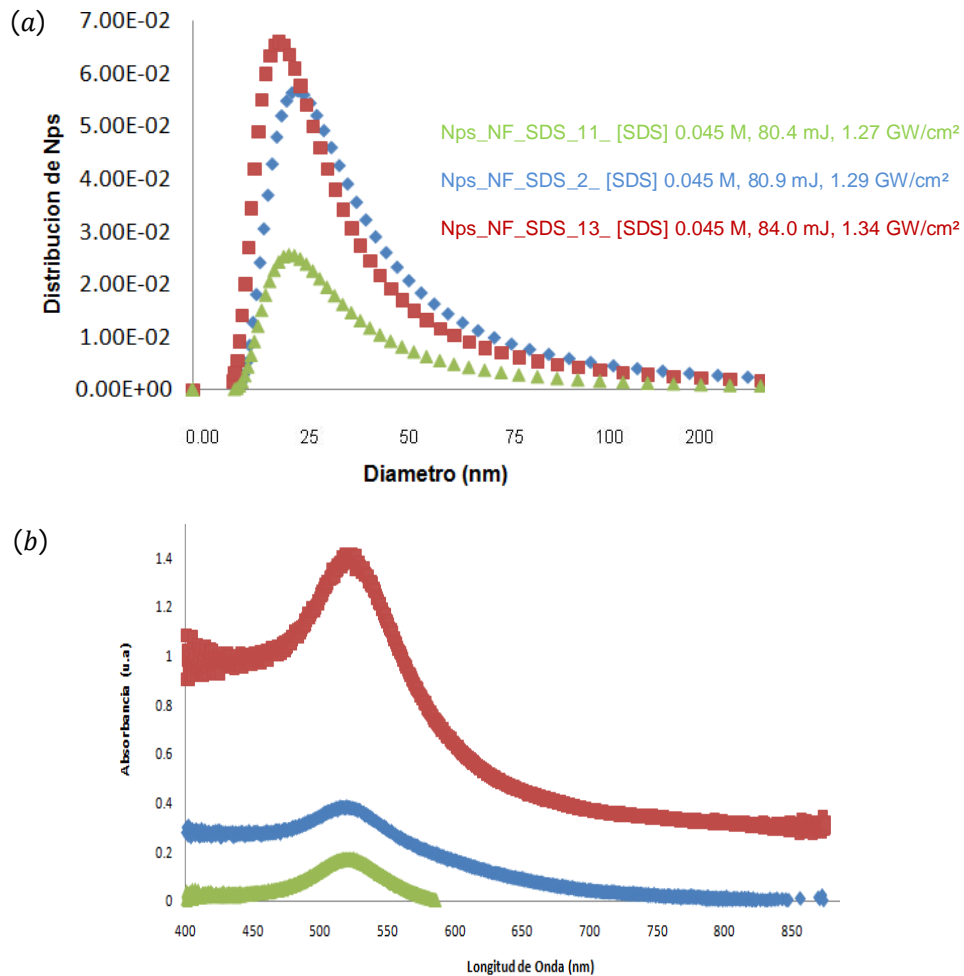 (a)
7.00E-02
6.00E-02
5.00E-02
4.00E-02
3.00E-02
2.00E-02
1.00E-02
0.00E+00
Distribucion de Nps
Nps_NF_SDS_11_ [SDS] 0.045 M, 80.4 mJ, 1.27 GW/cm²
Nps_NF_SDS_2_ [SDS] 0.045 M, 80.9 mJ, 1.29 GW/cm²
Nps_NF_SDS_13_ [SDS] 0.045 M, 84.0 mJ, 1.34 GW/cm²
0.00 25 50 75 100 200
Diametro (nm)
(b)
1.4
1.2
1
0.8
0.6
0.4
0.2
0
Absorbancia (u.a)
400 450 500 550 600 650 700 750 800 850
Longitud de Onda (nm)